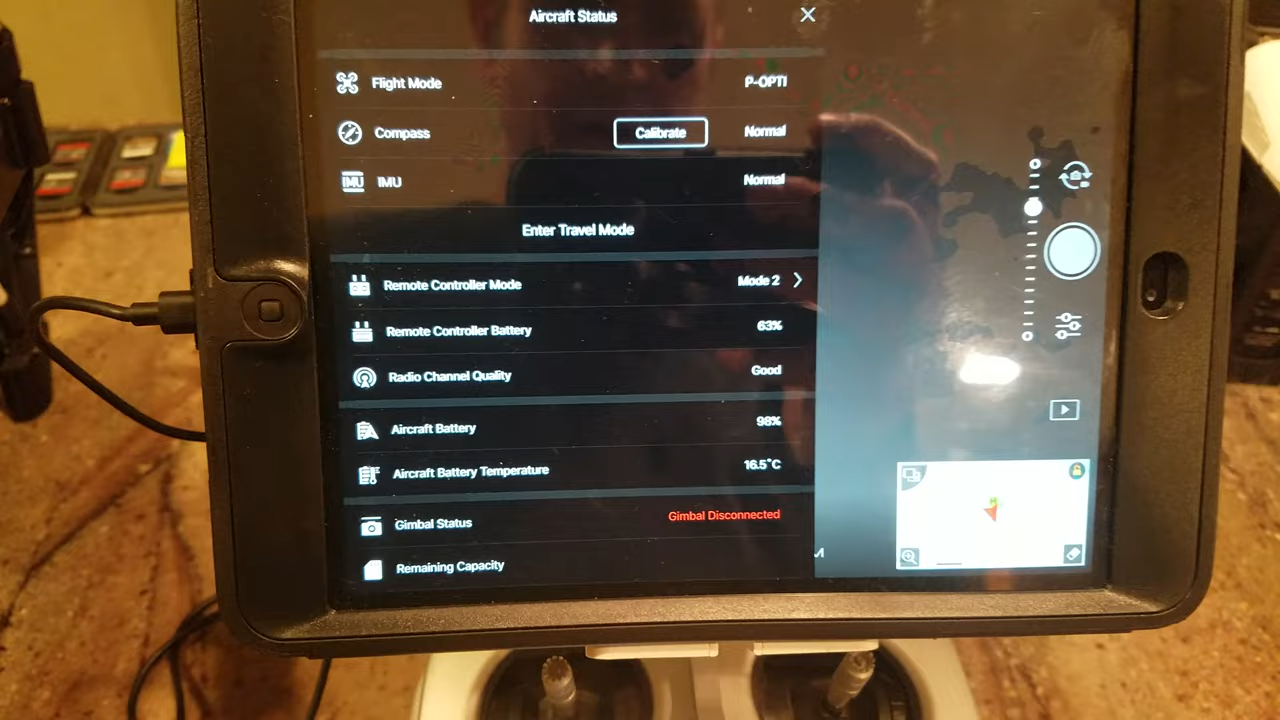 Aircraft Status
Flight Mode P-OPTI
Compass Calibrate Normal
IMU IMU Normal
Enter Travel Mode
Remote Controller Mode Mode 2
Remote Controller Battery 63%
Radio Channel Quality Good
Aircraft Battery 98%
Aircraft Battery Temperature 16.5°C
Gimbal Status Gimbal Disconnected
Remaining Capacity